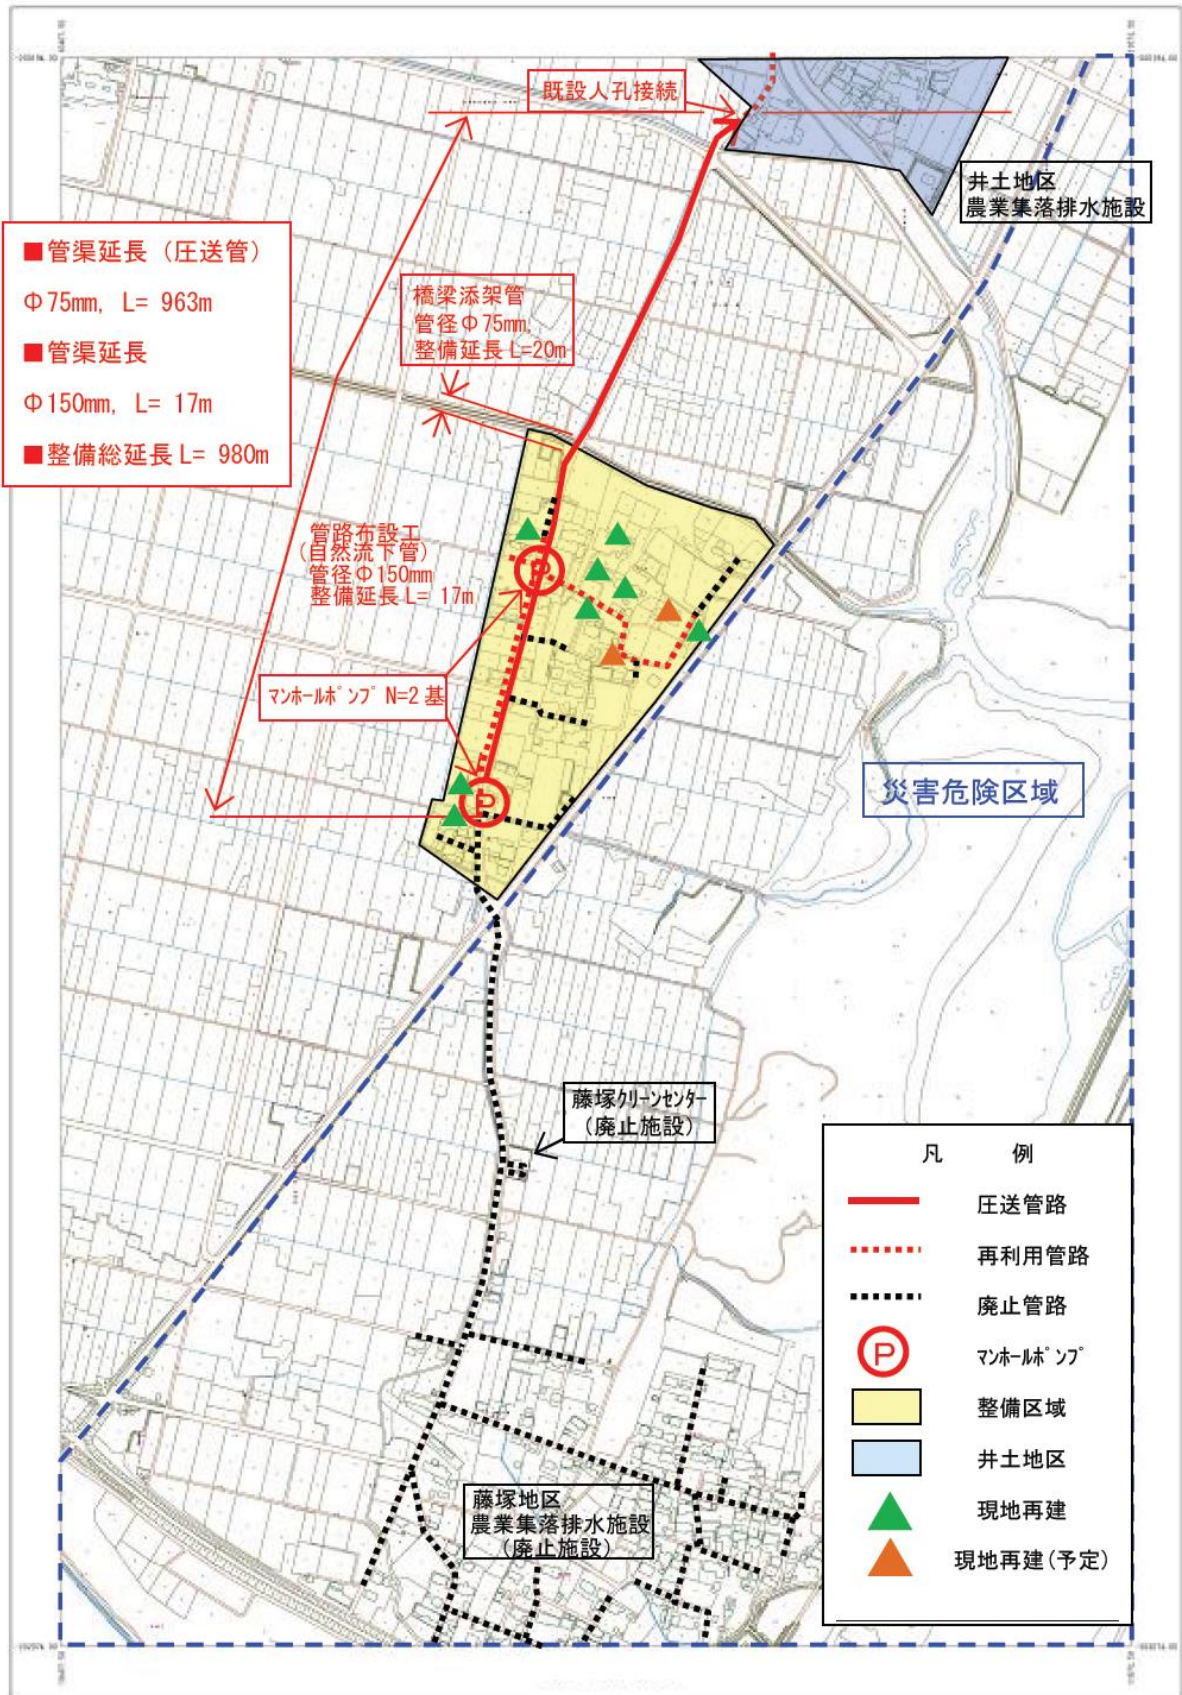 既設人孔接続
井土地区
農業集落排水施設
■管渠延長（圧送管）
Φ75mm, L= 963m
■管渠延長
Φ150mm, L= 17m
■整備総延長 L= 980m
橋梁添架管
管径Φ75mm,
整備延長 L=20m
管路布設工
(自然流下管)
管径Φ150mm
整備延長 L= 17m
P
ﾏﾝﾎｰﾙﾎﾟﾝﾌﾟ N=2 基
P
災害危険区域
藤塚ｸﾘｰﾝｾﾝﾀｰ
（廃止施設）
藤塚地区
農業集落排水施設
(廃止施設)
凡　例
圧送管路
再利用管路
廃止管路
P
ﾏﾝﾎｰﾙﾎﾟﾝﾌﾟ
整備区域
井土地区
現地再建
現地再建(予定)